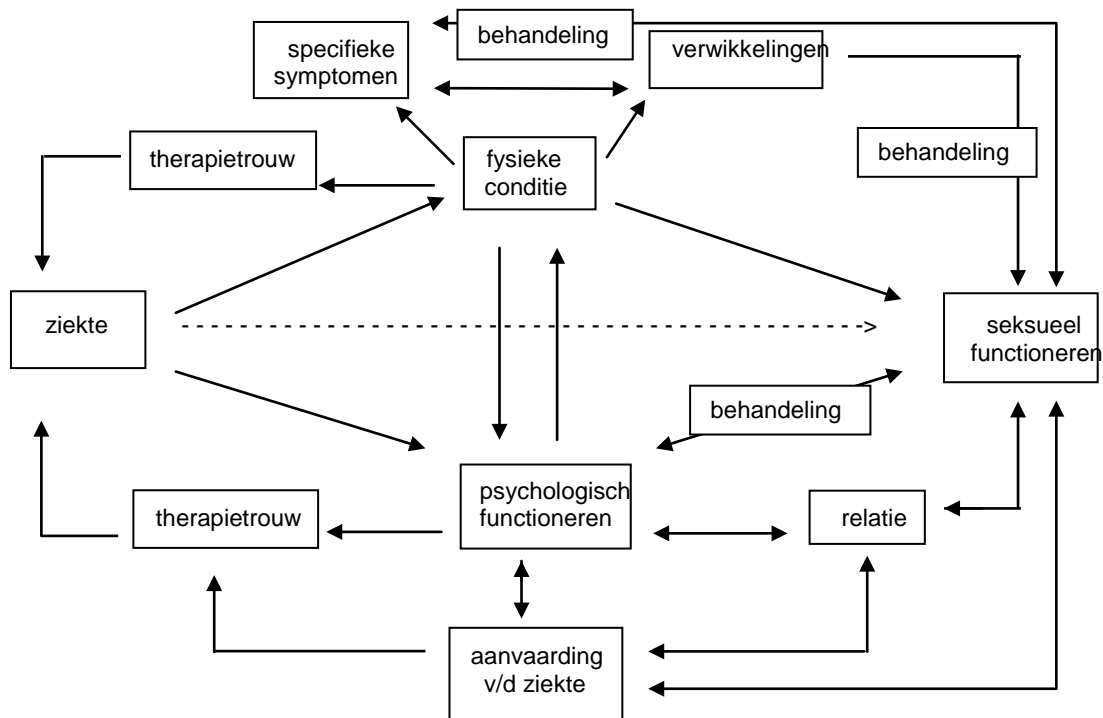 behandeling
specifieke
symptomen
verwikkelingen
therapietrouw
fysieke
conditie
behandeling
ziekte
seksueel
functioneren
behandeling
psychologisch
functioneren
therapietrouw
relatie
aanvaarding
v/d ziekte